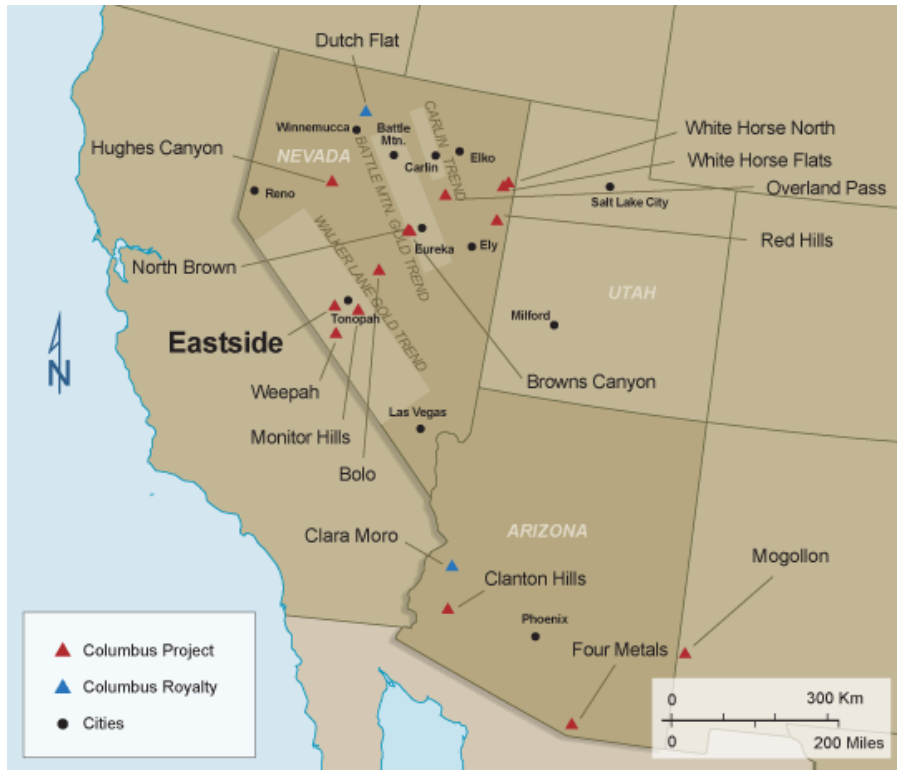 Dutch Flat
Winnemucca
Battle
Mtn.
CARLIN TREND
Carlin
Elko
White Horse North
White Horse Flats
Overland Pass
Hughes Canyon
NEVADA
BATTLE MTN. GOLD TREND
Reno
Salt Lake City
Red Hills
North Brown
Eureka
Ely
WALKER LANE GOLD TREND
UTAH
Eastside
Tonopah
Milford
Weepah
Browns Canyon
Monitor Hills
Las Vegas
Bolo
N
Clara Moro
ARIZONA
Clanton Hills
Mogollon
Phoenix
Four Metals
Columbus Project
Columbus Royalty
Cities
0 300 Km
0 200 Miles